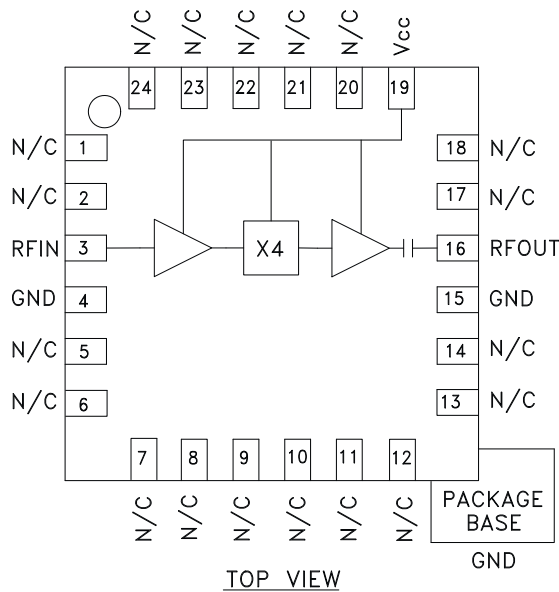 N/C N/C N/C N/C N/C Vcc
24 23 22 21 20 19
N/C 1 18 N/C
N/C 2 17 N/C
RFIN 3 X4 16 RFOUT
GND 4 15 GND
N/C 5 14 N/C
N/C 6 13 N/C
7 8 9 10 11 12
N/C N/C N/C N/C N/C N/C
PACKAGE
BASE
GND
TOP VIEW